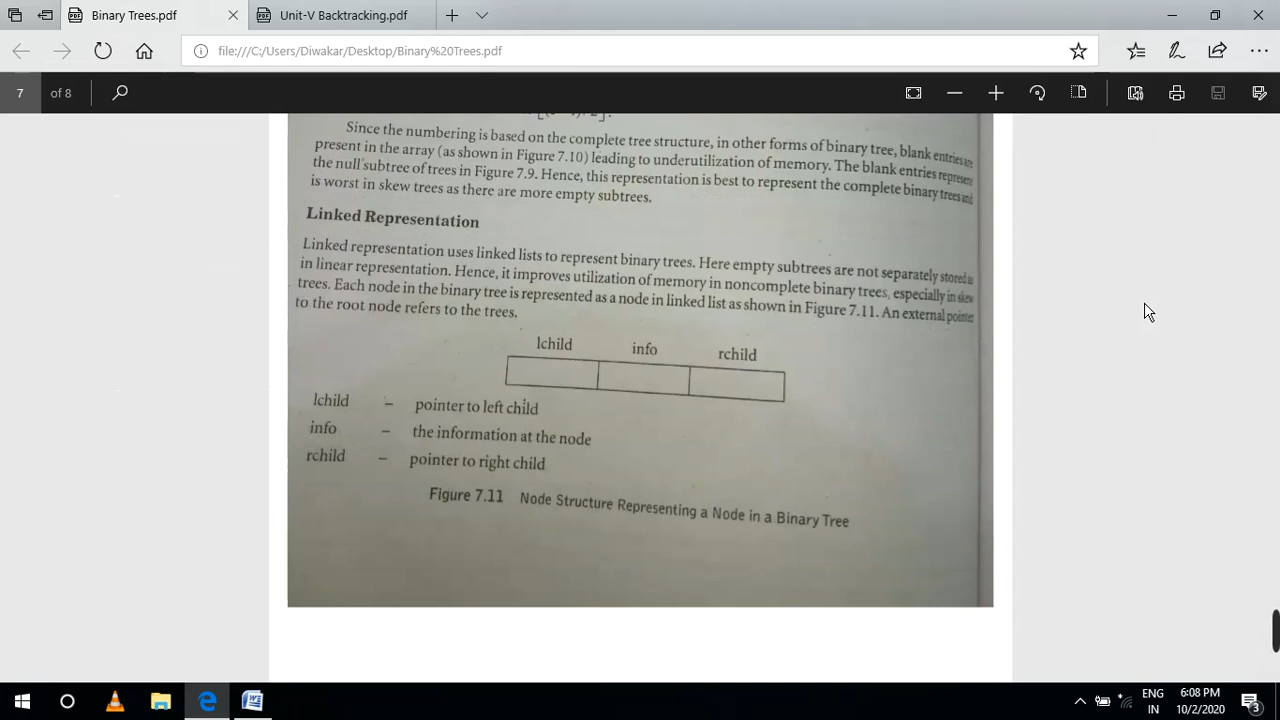 Binary Trees.pdf
Unit-V Backtracking.pdf
file:///C:/Users/Diwakar/Desktop/Binary%20Trees.pdf
7 of 8
Since the numbering is based on the complete tree structure, in other forms of binary tree, blank entries are
present in the array (as shown in Figure 7.10) leading to underutilization of memory. The blank entries represent
the null subtree of trees in Figure 7.9. Hence, this representation is best to represent the complete binary trees and
is worst in skew trees as there are more empty subtrees.
Linked Representation
Linked representation uses linked lists to represent binary trees. Here empty subtrees are not separately stored as
in linear representation. Hence, it improves utilization of memory in noncomplete binary trees, especially in skew
trees. Each node in the binary tree is represented as a node in linked list as shown in Figure 7.11. An external pointer
to the root node refers to the trees.
lchild info rchild
lchild – pointer to left child
info – the information at the node
rchild – pointer to right child
Figure 7.11 Node Structure Representing a Node in a Binary Tree
ENG 6:08 PM
IN 10/2/2020
3